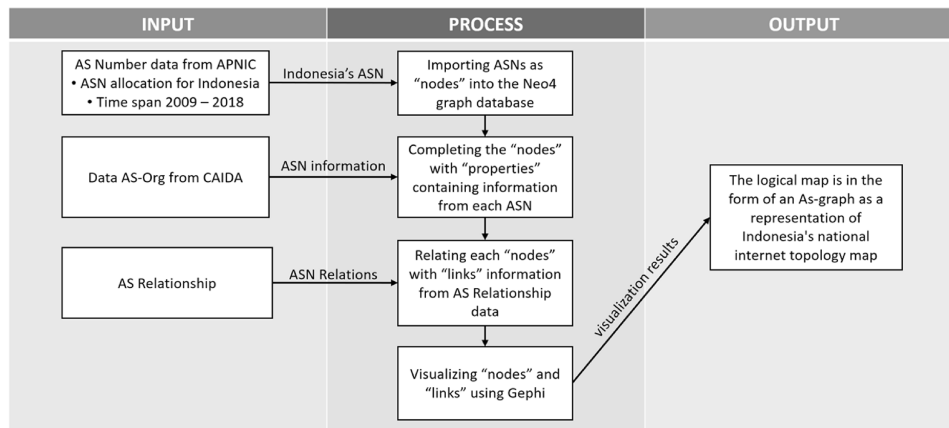 INPUT
PROCESS
OUTPUT
AS Number data from APNIC
• ASN allocation for Indonesia
• Time span 2009 – 2018
Indonesia's ASN
Importing ASNs as
“nodes” into the Neo4
graph database
Data AS-Org from CAIDA
ASN information
Completing the “nodes”
with “properties”
containing information
from each ASN
AS Relationship
ASN Relations
Relating each “nodes”
with “links” information
from AS Relationship
data
Visualizing “nodes” and
“links” using Gephi
visualization results
The logical map is in the
form of an As-graph as a
representation of
Indonesia's national
internet topology map